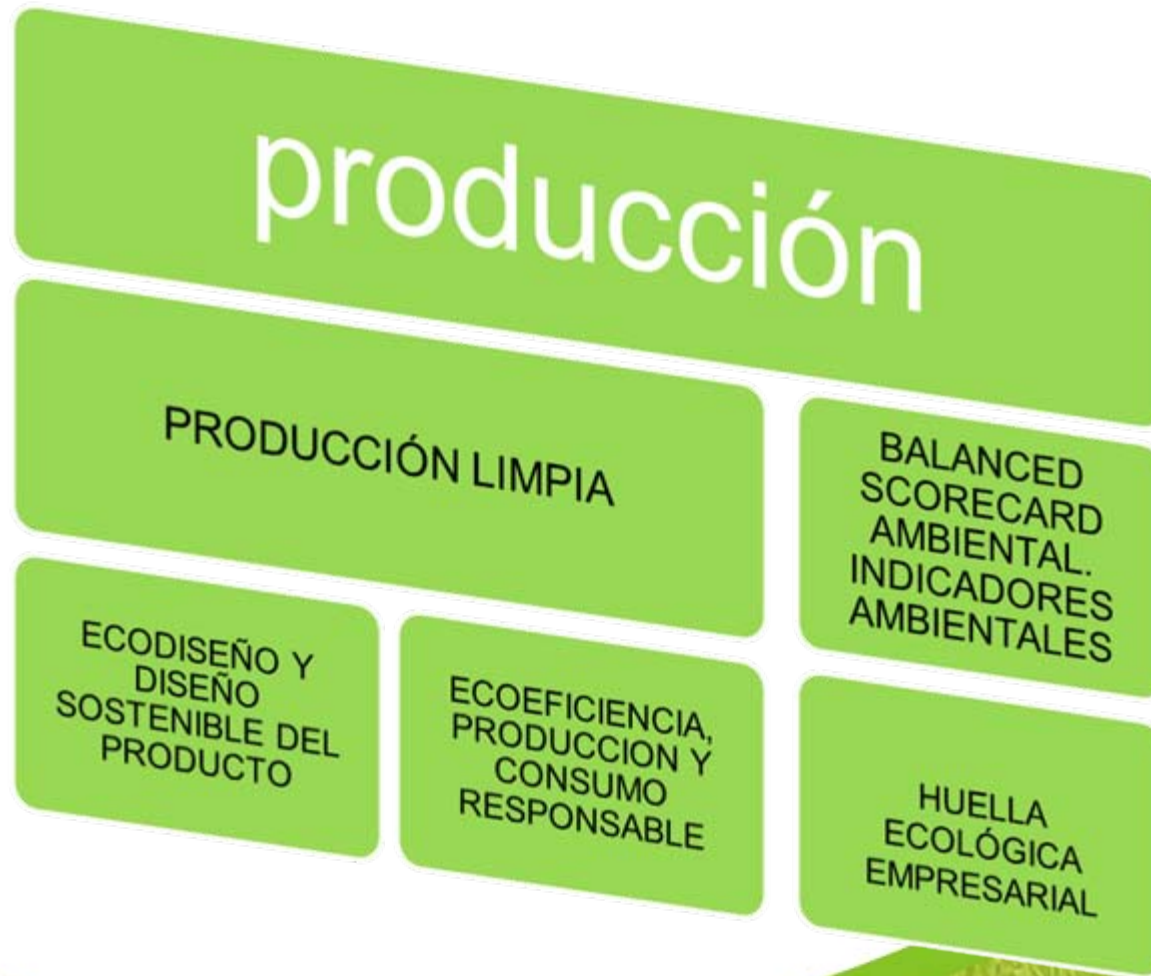 producción
PRODUCCIÓN LIMPIA
BALANCED
SCORECARD
AMBIENTAL.
INDICADORES
AMBIENTALES
ECODISEÑO Y
DISEÑO
SOSTENIBLE DEL
PRODUCTO
ECOEFICIENCIA,
PRODUCCION Y
CONSUMO
RESPONSABLE
HUELLA
ECOLÓGICA
EMPRESARIAL